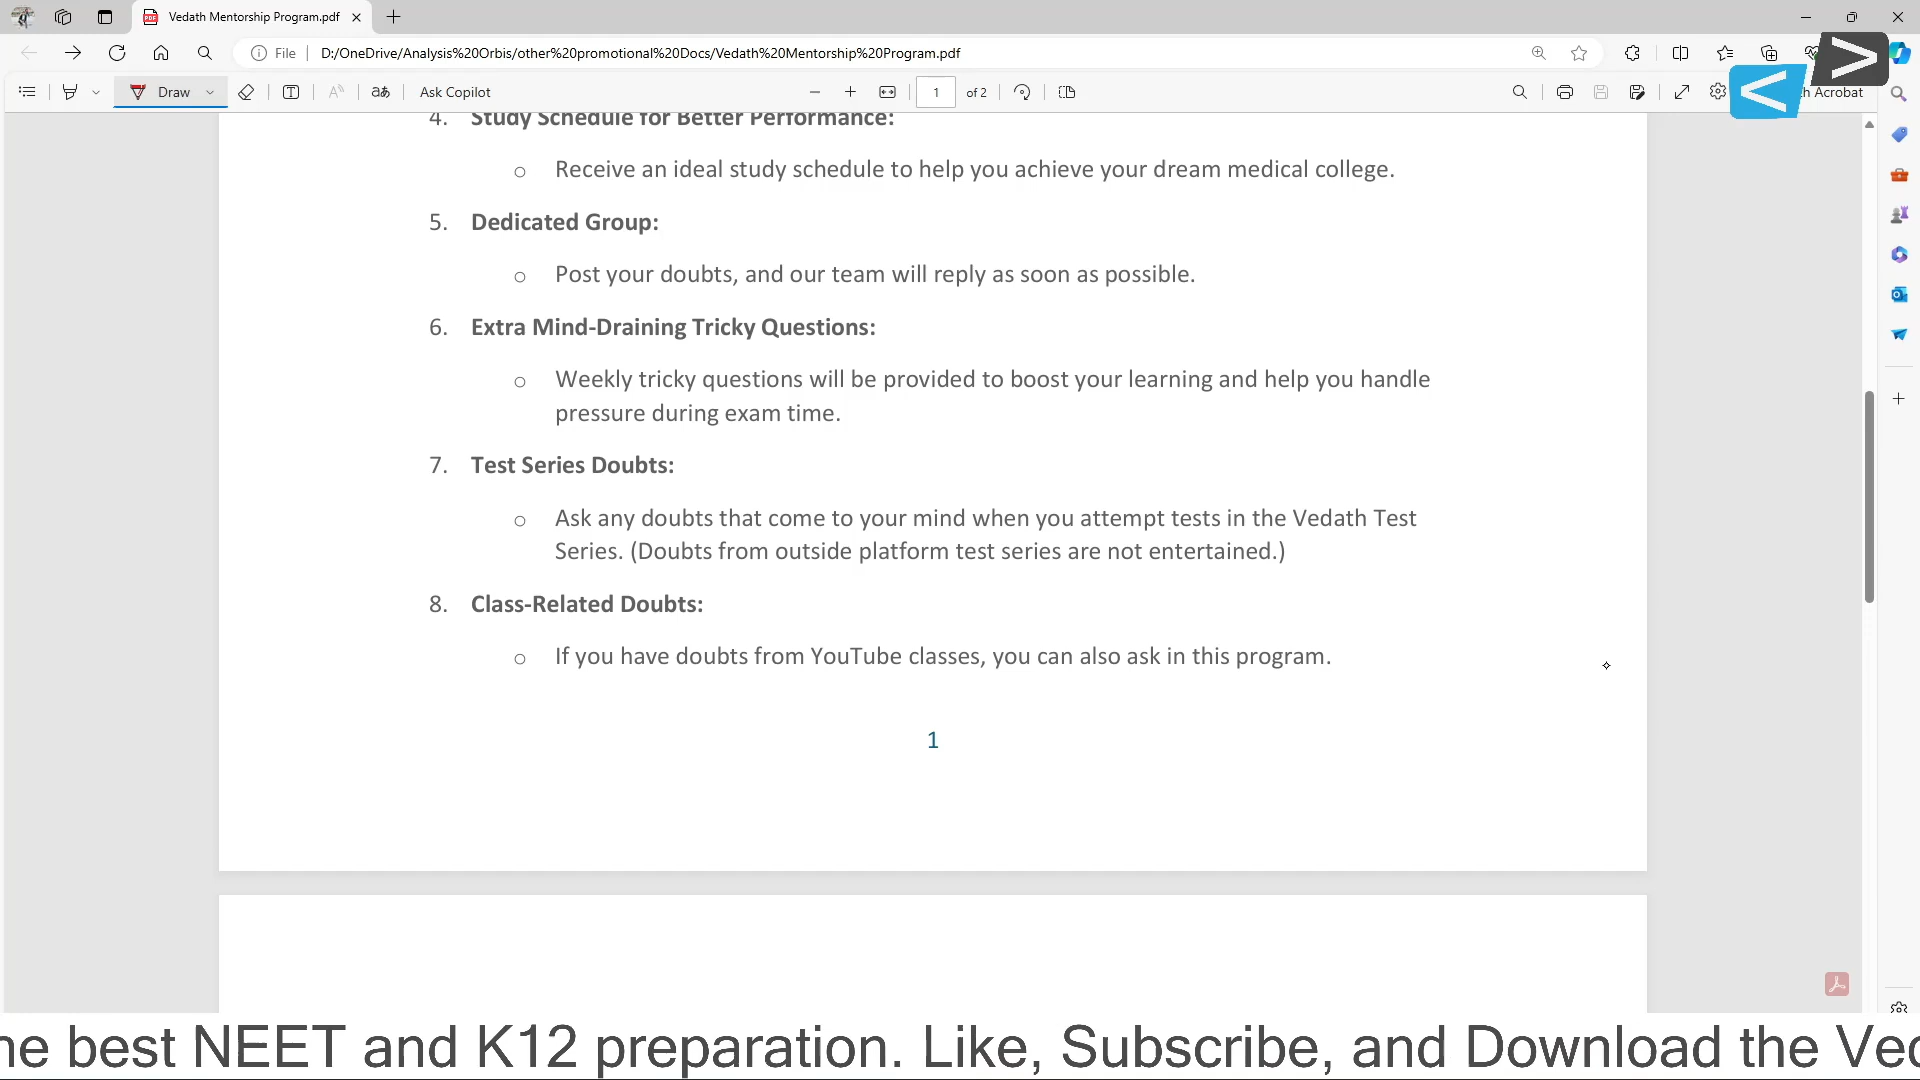 Vedath Mentorship Program.pdf
File
D:/OneDrive/Analysis%20Orbis/other%20promotional%20Docs/Vedath%20Mentorship%20Program.pdf
Draw
Ask Copilot
1 of 2
h Acrobat
4. Study Schedule for Better Performance:
o Receive an ideal study schedule to help you achieve your dream medical college.
5. Dedicated Group:
o Post your doubts, and our team will reply as soon as possible.
6. Extra Mind-Draining Tricky Questions:
o Weekly tricky questions will be provided to boost your learning and help you handle
pressure during exam time.
7. Test Series Doubts:
o Ask any doubts that come to your mind when you attempt tests in the Vedath Test
Series. (Doubts from outside platform test series are not entertained.)
8. Class-Related Doubts:
o If you have doubts from YouTube classes, you can also ask in this program.
1
he best NEET and K12 preparation. Like, Subscribe, and Download the Ved